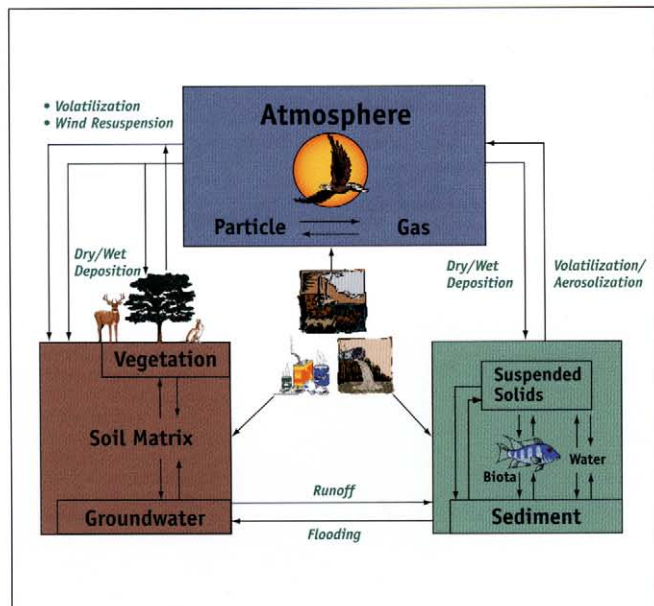 Atmosphere
Particle
Gas
• Volatilization
• Wind Resuspension
Dry/Wet
Deposition
Dry/Wet
Deposition
Volatilization/
Aerosolization
Vegetation
Soil Matrix
Groundwater
Suspended
Solids
Biota
Water
Sediment
Runoff
Flooding